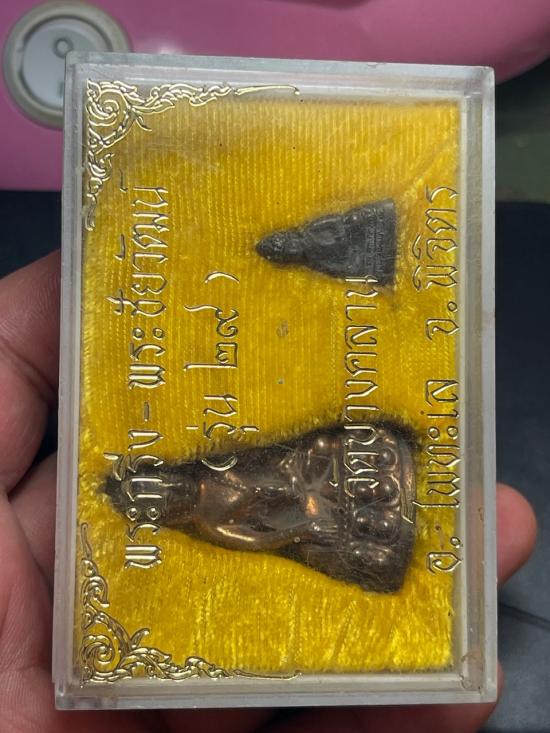 พระกริ่ง - พระชัยวัฒน์
( รุ่น ๒๙ )
วัดบางคลาน
อ. โพทะเล จ. พิจิตร